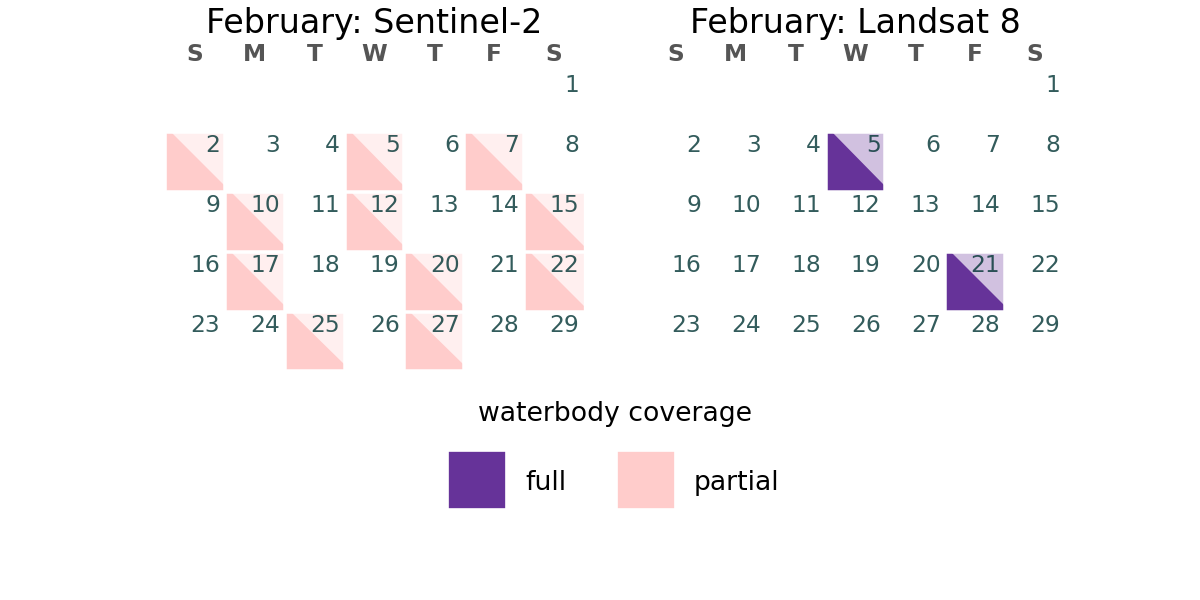 February: Sentinel-2
S M T W T F S
1
2 3 4 5 6 7 8
9 10 11 12 13 14 15
16 17 18 19 20 21 22
23 24 25 26 27 28 29
February: Landsat 8
S M T W T F S
1
2 3 4 5 6 7 8
9 10 11 12 13 14 15
16 17 18 19 20 21 22
23 24 25 26 27 28 29
waterbody coverage
full
partial